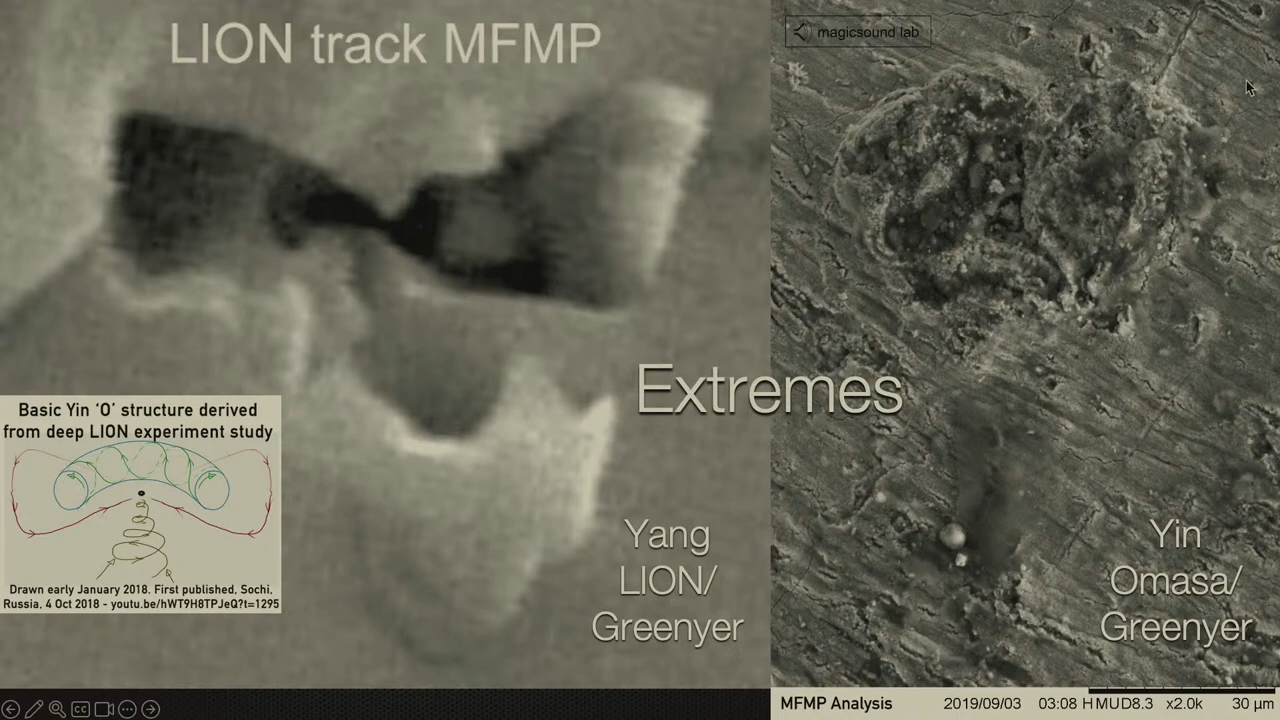 LION track MFMP
magicsound lab
Extremes
Basic Yin ‘O’ structure derived
from deep LION experiment study
Drawn early January 2018. First published, Sochi,
Russia, 4 Oct 2018 - youtu.be/hWT9H8TPJeQ?t=1295
Yang
LION/
Greenyer
Yin
Omasa/
Greenyer
MFMP Analysis 2019/09/03 03:08 HMUD8.3 x2.0k 30 µm
CC